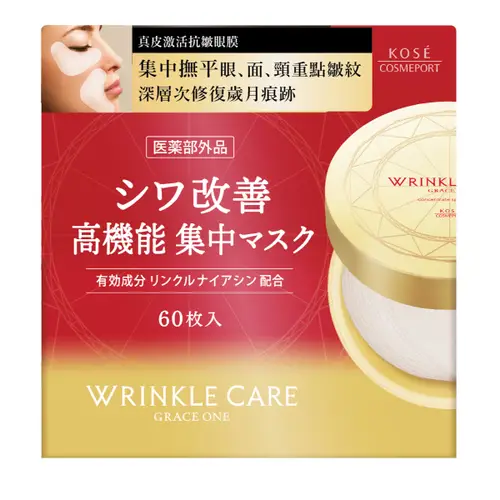 真皮激活抗皺眼膜
集中撫平眼、面、頸重點皺紋
深層次修復歲月痕跡
KOSÉ
COSMEPORT
医薬部外品
シワ改善
高機能 集中マスク
有効成分 リンクルナイアシン 配合
60枚入
WRINKLE CARE
GRACE ONE
WRINKLE C
GRACE ONE
KOSÉ
COSMEPORT